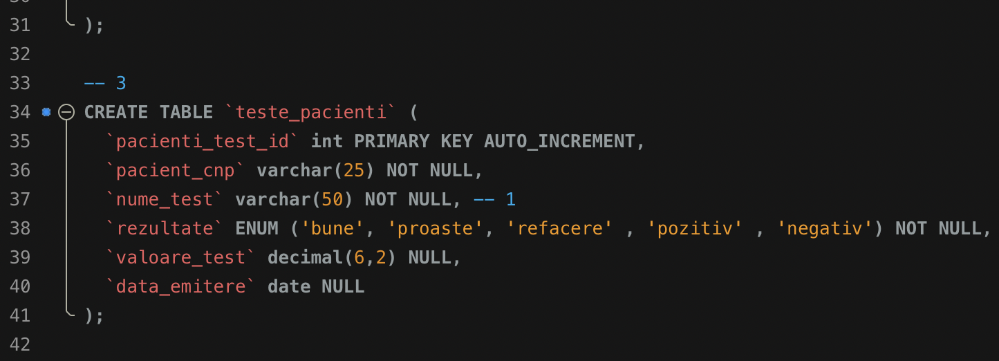 31 );
32
33 -- 3
34 CREATE TABLE `teste_pacienti` (
35 `pacienti_test_id` int PRIMARY KEY AUTO_INCREMENT,
36 `pacient_cnp` varchar(25) NOT NULL,
37 `nume_test` varchar(50) NOT NULL, -- 1
38 `rezultate` ENUM ('bune', 'proaste', 'refacere' , 'pozitiv' , 'negativ') NOT NULL,
39 `valoare_test` decimal(6,2) NULL,
40 `data_emitere` date NULL
41 );
42